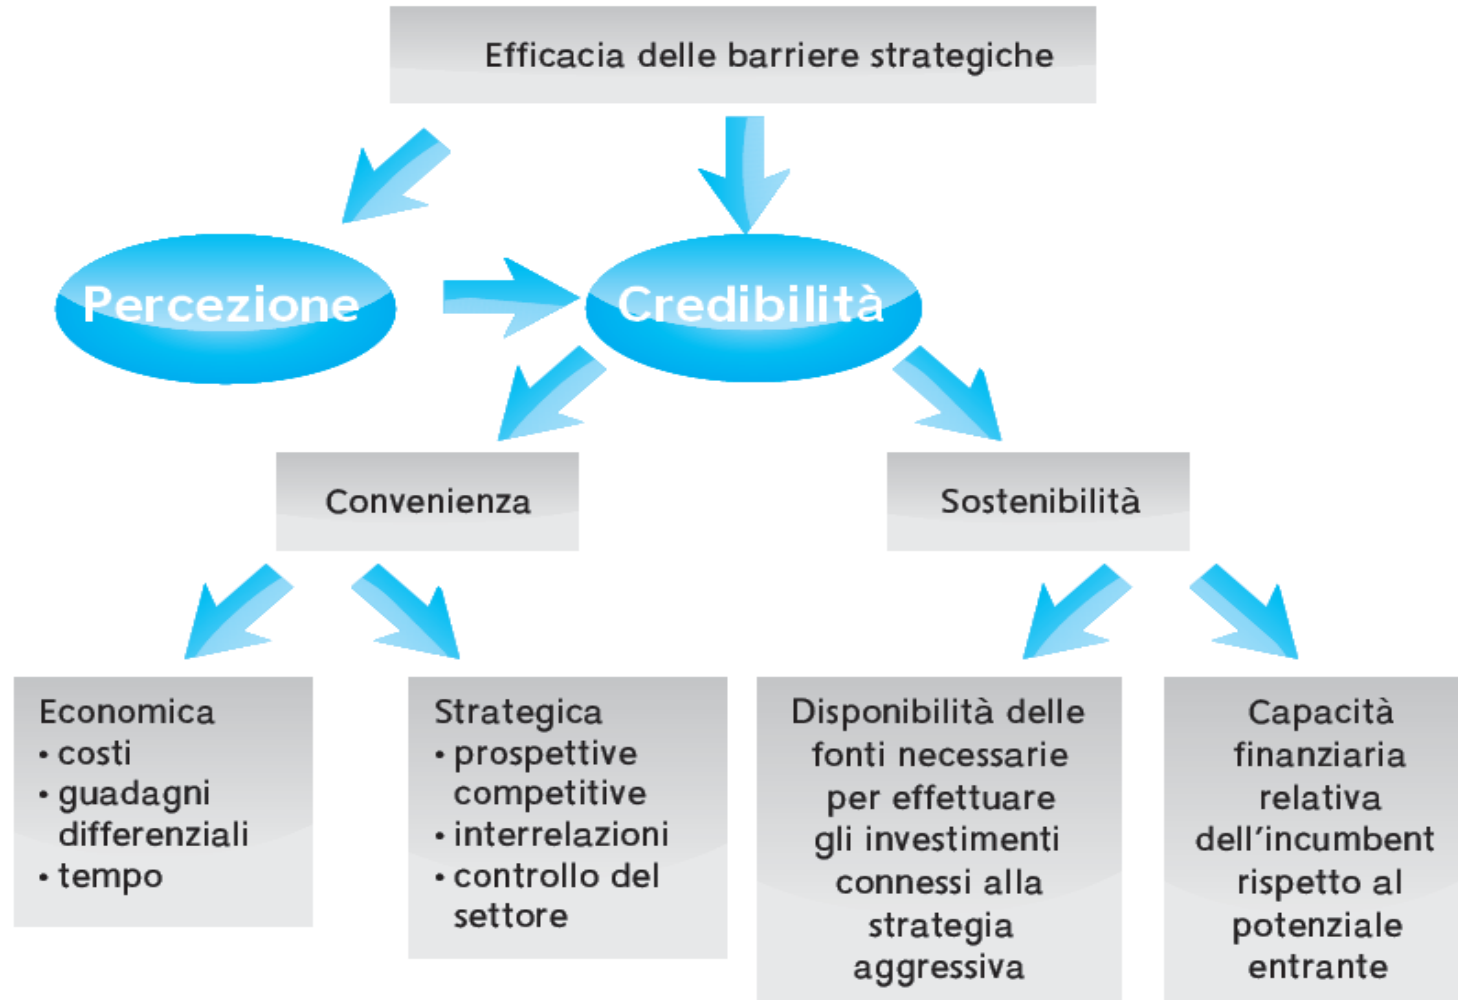 Efficacia delle barriere strategiche
Percezione
Credibilità
Convenienza
Sostenibilità
Economica
• costi
• guadagni
differenziali
• tempo
Strategica
• prospettive
competitive
• interrelazioni
• controllo del
settore
Disponibilità delle
fonti necessarie
per effettuare
gli investimenti
connessi alla
strategia
aggressiva
Capacità
finanziaria
relativa
dell'incumbent
rispetto al
potenziale
entrante